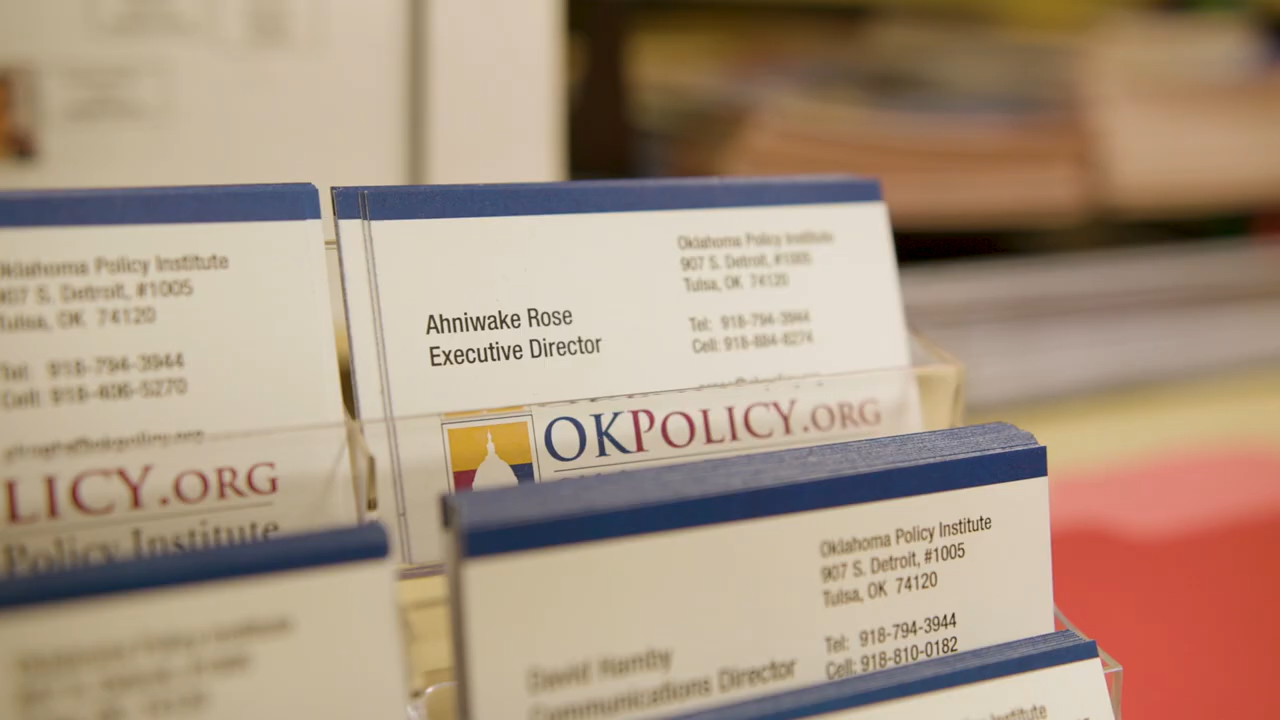 Oklahoma Policy Institute
907 S. Detroit, #1005
Tulsa, OK 74120
Tel: 918-794-3944
Cell: 918-406-5270
LICY.ORG
Policy Institute
Ahniwake Rose
Executive Director
Oklahoma Policy Institute
907 S. Detroit, #1005
Tulsa, OK 74120
Tel: 918-794-3944
Cell: 918-884-8274
OKPOLICY.ORG
Oklahoma Policy Institute
907 S. Detroit, #1005
Tulsa, OK 74120
Tel: 918-794-3944
Cell: 918-810-0182
David Hamby
Communications Director
Institute